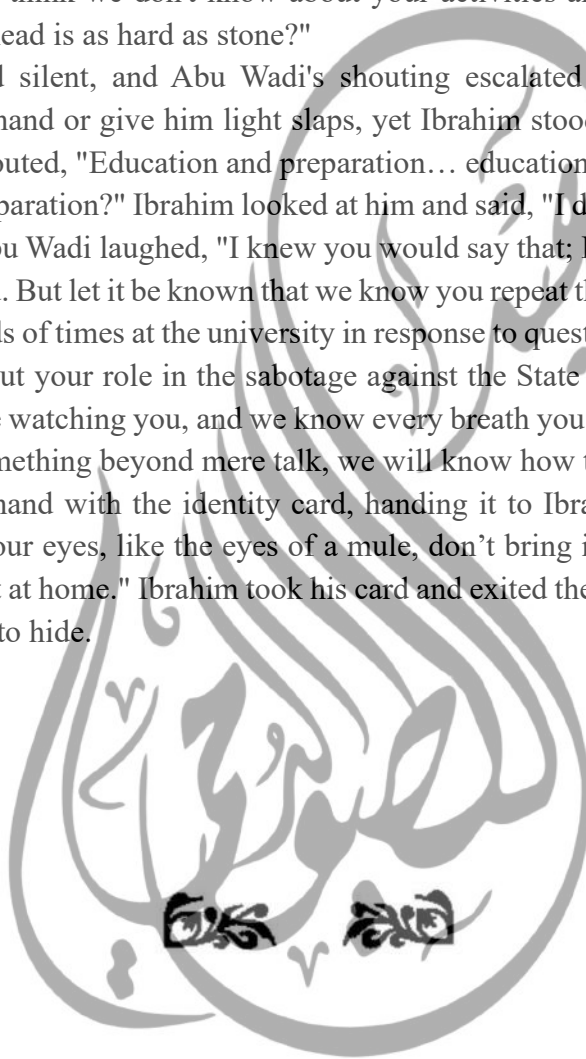 think we don't know about your activities a
ead is as hard as stone?"
silent, and Abu Wadi's shouting escalated
hand or give him light slaps, yet Ibrahim stoo
outed, "Education and preparation… education
paration?" Ibrahim looked at him and said, "I d
bu Wadi laughed, "I knew you would say that; I
. But let it be known that we know you repeat t
ds of times at the university in response to quest
out your role in the sabotage against the State
e watching you, and we know every breath you
mething beyond mere talk, we will know how t
hand with the identity card, handing it to Ibra
our eyes, like the eyes of a mule, don’t bring i
t at home." Ibrahim took his card and exited the
to hide.